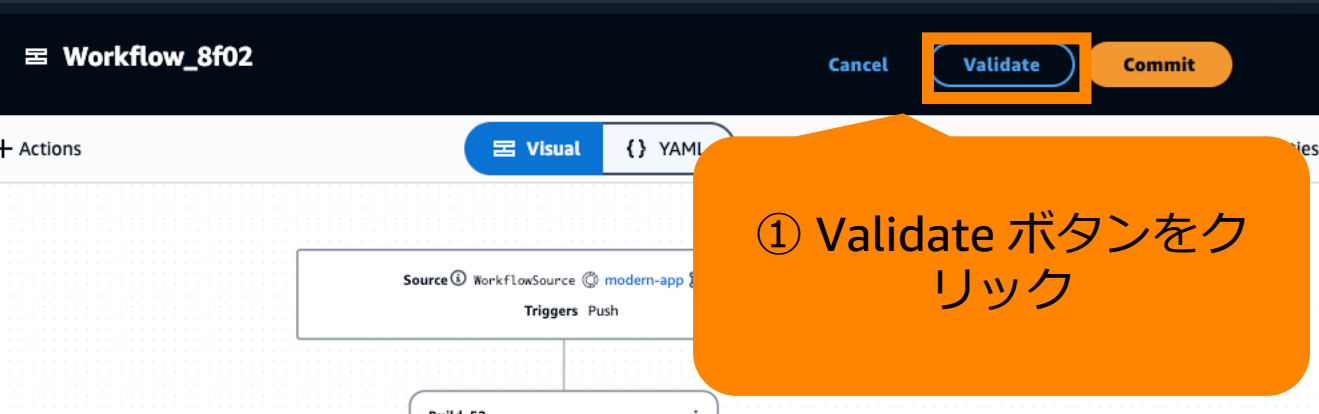 Workflow_8f02
Cancel
Validate
Commit
+ Actions
Visual
{} YAML
① Validate ボタンをク
リック
Source WorkflowSource modern-app
Triggers Push